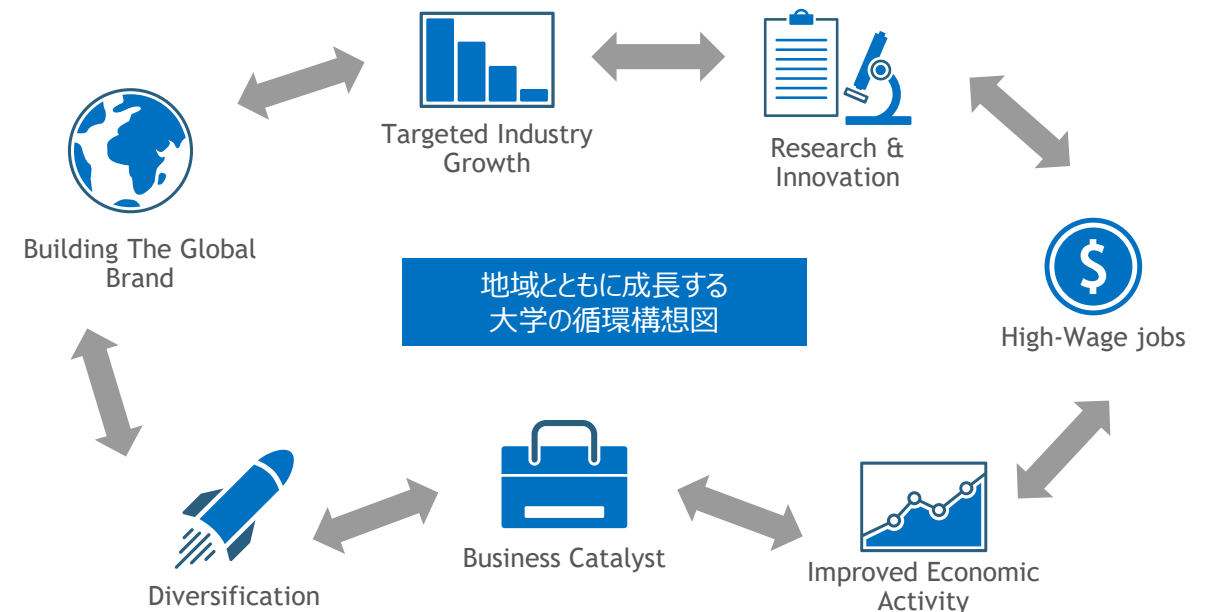 Targeted Industry
Growth
Research &
Innovation
Building The Global
Brand
地域とともに成長する
大学の循環構想図
$
High-Wage jobs
Business Catalyst
Improved Economic
Activity
Diversification